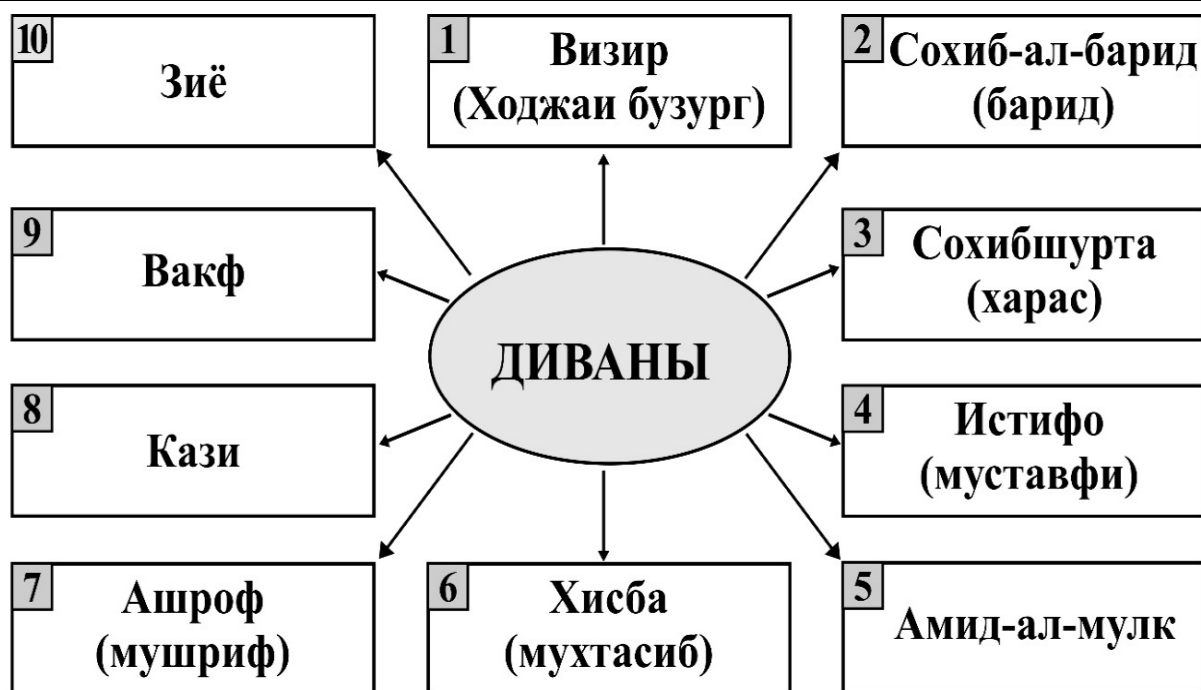 10
Зиё
1
Визир
(Ходжаи бузург)
2
Сохиб-ал-барид
(барид)
9
Вакф
3
Сохибшурта
(харас)
ДИВАНЫ
8
Кази
4
Истифо
(муставфи)
7
Ашроф
(мушриф)
6
Хисба
(мухтасиб)
5
Амид-ал-мулк